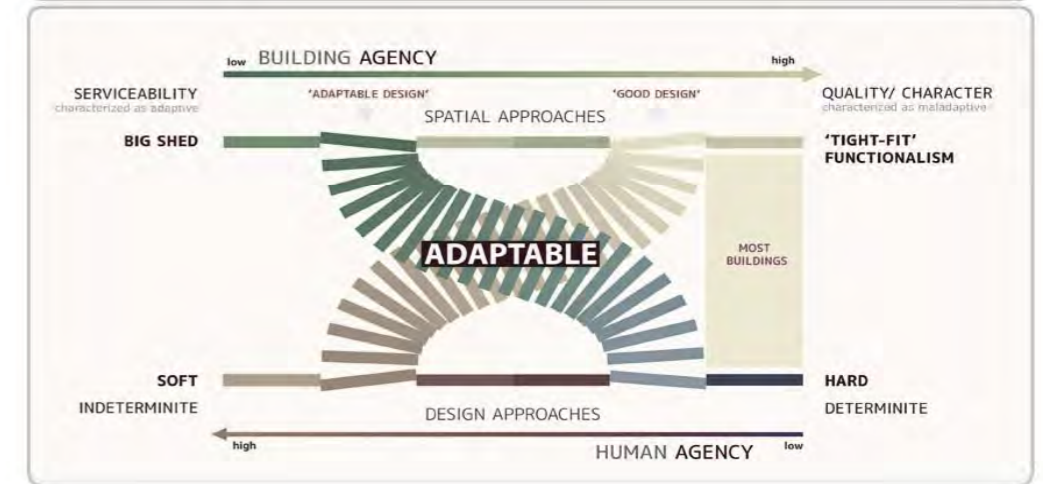 low BUILDING AGENCY high
SERVICEABILITY
characterized as adaptive
'ADAPTABLE DESIGN'
'GOOD DESIGN'
QUALITY/ CHARACTER
characterized as maladaptive
SPATIAL APPROACHES
BIG SHED
'TIGHT-FIT'
FUNCTIONALISM
ADAPTABLE
MOST
BUILDINGS
SOFT
HARD
INDETERMINITE
DESIGN APPROACHES
DETERMINITE
high
HUMAN AGENCY low